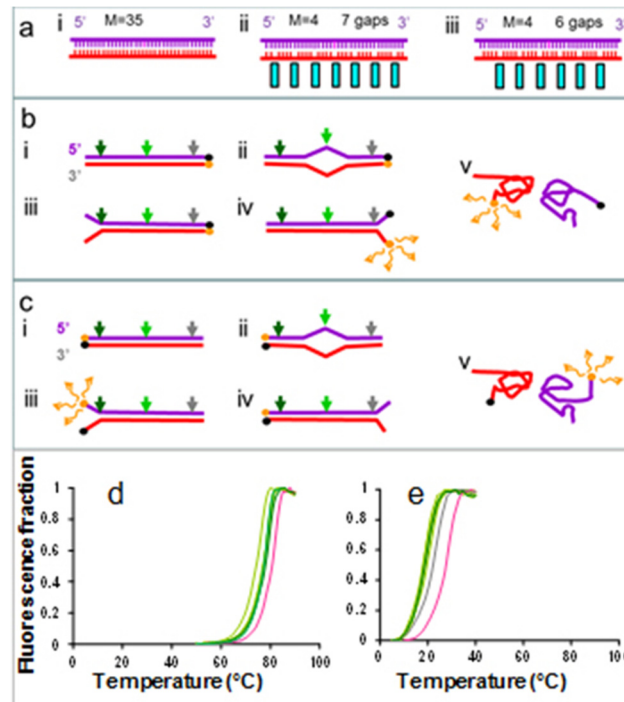 a i 5' M=35 3' ii 5' M=4 7 gaps 3' iii 5' M=4 6 gaps 3'
b
i ii
5'
3'
v
iii iv
c
i ii
5'
3'
v
iii iv
Fluorescence fraction
1 d 1 e
0.8 0.8
0.6 0.6
0.4 0.4
0.2 0.2
0 0
0 20 40 60 80 100 0 20 40 60 80 100
Temperature (°C) Temperature (°C)